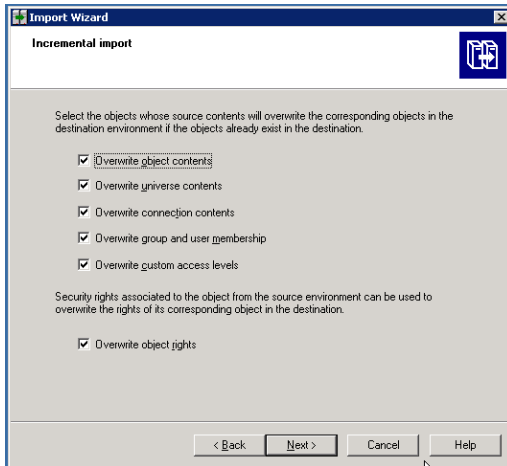 Import Wizard
Incremental import
Select the objects whose source contents will overwrite the corresponding objects in the
destination environment if the objects already exist in the destination.
Overwrite object contents
Overwrite universe contents
Overwrite connection contents
Overwrite group and user membership
Overwrite custom access levels
Security rights associated to the object from the source environment can be used to
overwrite the rights of its corresponding object in the destination.
Overwrite object rights
< Back Next > Cancel Help